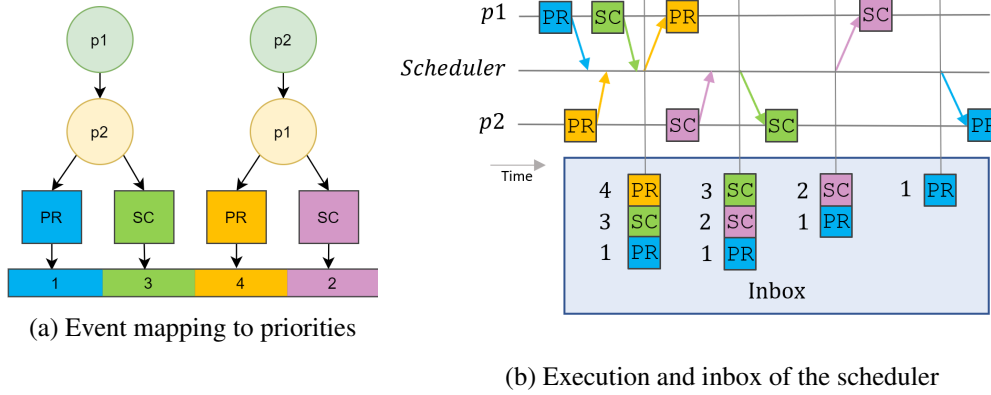 p1 p2
p2 p1
PR SC PR SC
1 3 4 2
(a) Event mapping to priorities
p1 PR SC PR SC
Scheduler
p2 PR SC SC PR
Time
4 PR 3 SC 2 SC 1 PR
3 SC 2 SC 1 PR
1 PR 1 PR
Inbox
(b) Execution and inbox of the scheduler